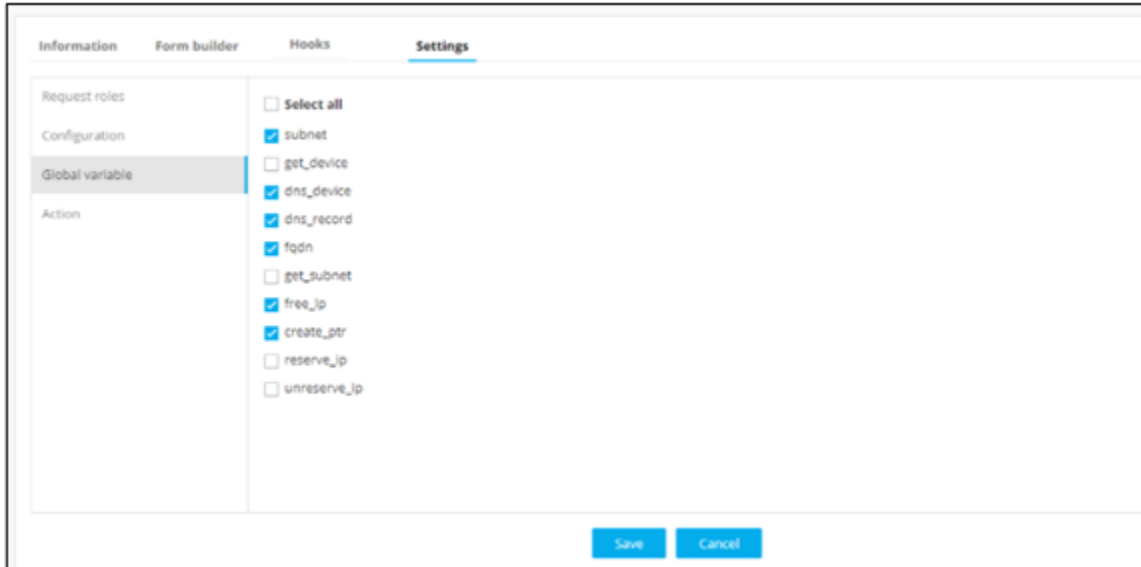 Information Form builder Hooks Settings
Request roles
Configuration
Global variable
Action
Select all
subnet
get_device
dns_device
dns_record
fqdn
get_subnet
free_ip
create_ptr
reserve_ip
unreserve_ip
Save Cancel